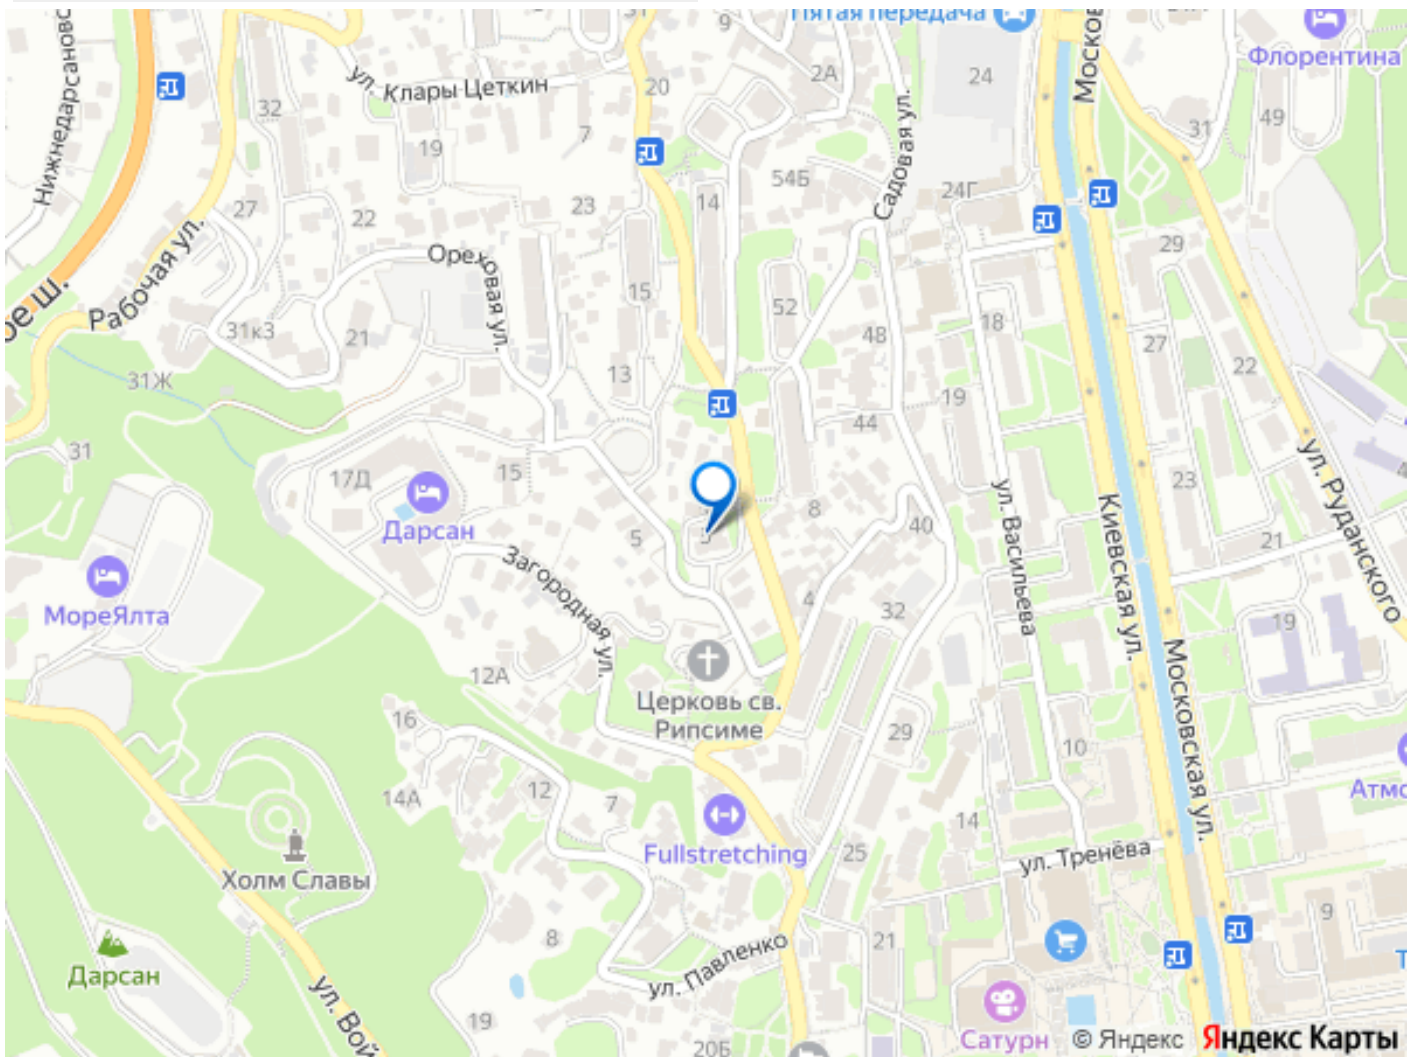 Пятая передача
Флорентина
ул. Клары Цеткин
Нижнедарсановс
Москов
Садовая ул.
32
19
7
20
9
2А
24
31
49
27
22
23
14
54Б
24Г
29
Рабочая ул.
ое ш.
Ореховая ул.
31к3
21
15
52
48
18
27
22
31Ж
13
19
44
31
17Д
15
8
40
23
ул. Руданского
Дарсан
5
5
ул. Васильева
Киевская ул.
21
МореЯлта
Загородная ул.
4
32
19
12А
Церковь св.
Рипсиме
Московская ул.
16
29
10
14А
12
7
14
Атмо
Fullstretching
25
ул. Тренёва
Холм Славы
8
21
9
Дарсан
ул. Павленко
ул. Вой
19
20Б
Сатурн
© Яндекс
Яндекс Карты